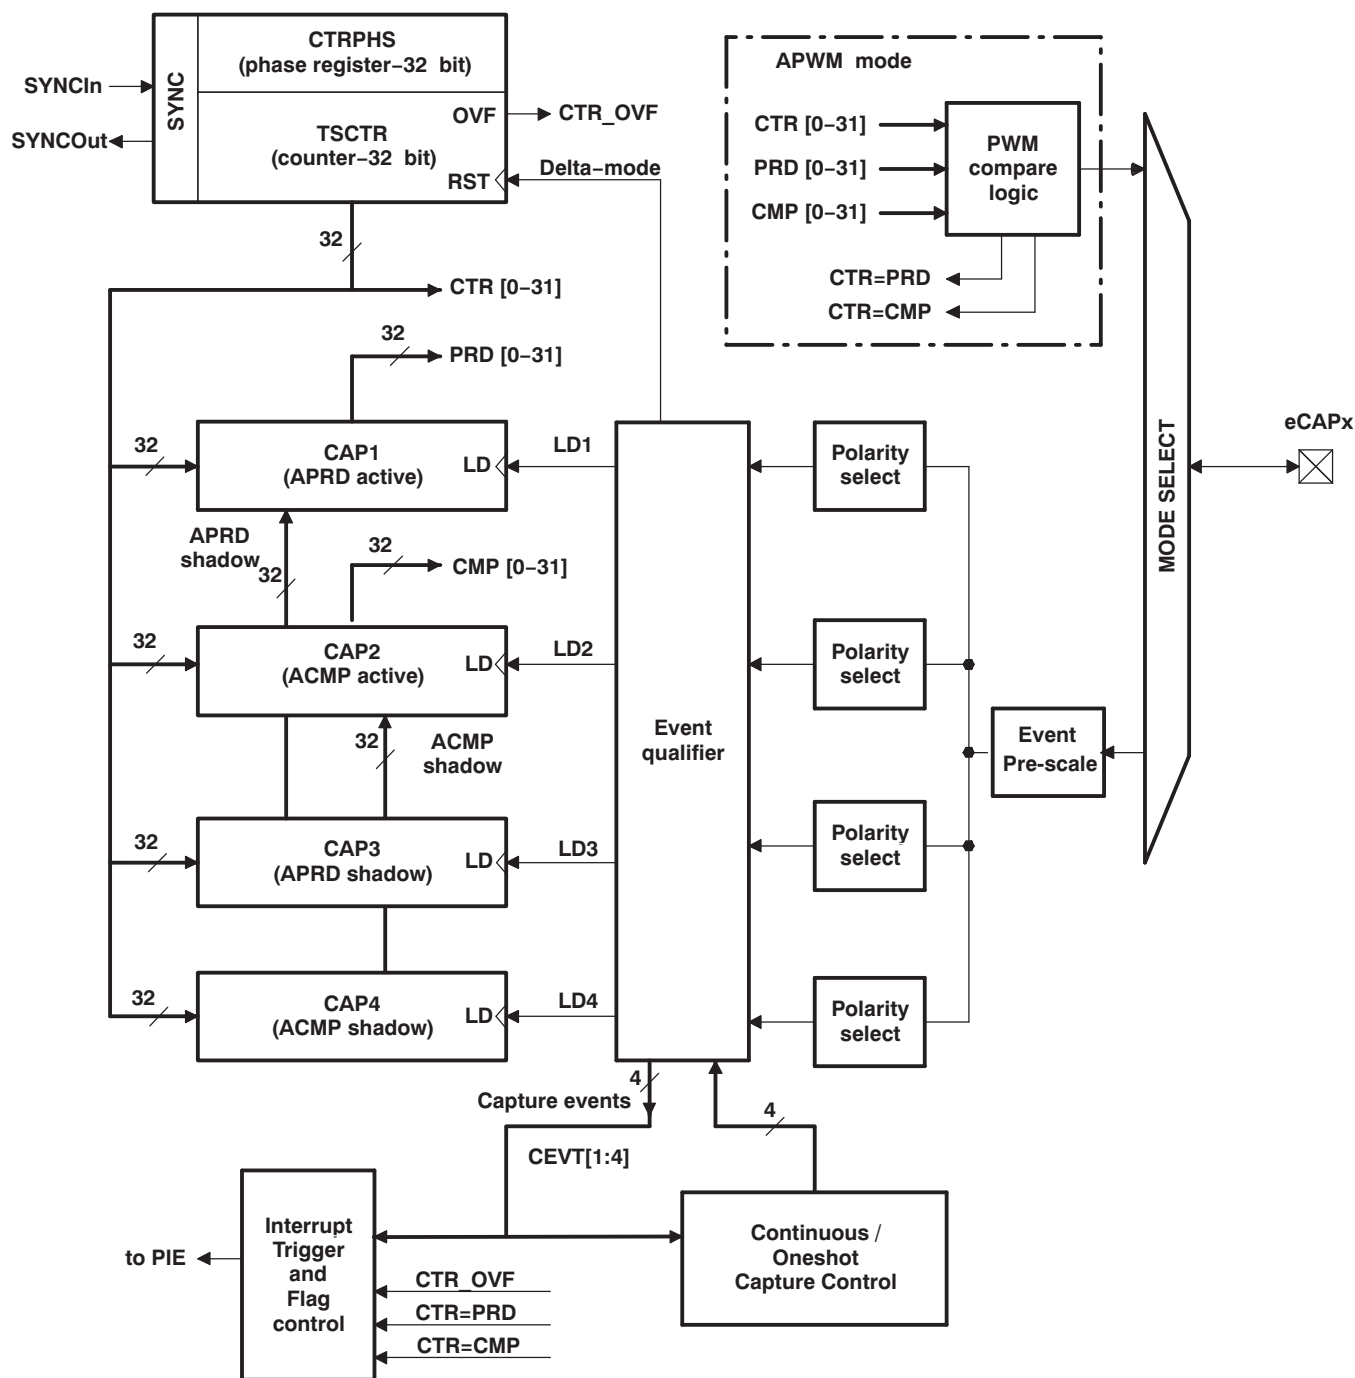 CTRPHS
(phase register−32 bit)
SYNC
SYNCIn
SYNCOut
OVF
CTR_OVF
TSCTR
(counter−32 bit)
RST
Delta−mode
32
CTR [0−31]
32
PRD [0−31]
APWM mode
CTR [0−31]
PRD [0−31]
CMP [0−31]
PWM
compare
logic
CTR=PRD
CTR=CMP
MODE SELECT
eCAPx
32
CAP1
(APRD active)
LD
LD1
Polarity
select
APRD
shadow
32
32
CMP [0−31]
32
CAP2
(ACMP active)
LD
LD2
Polarity
select
32
ACMP
shadow
Event
qualifier
Event
Pre-scale
32
CAP3
(APRD shadow)
LD
LD3
Polarity
select
32
CAP4
(ACMP shadow)
LD
LD4
Polarity
select
4
Capture events
4
CEVT[1:4]
Interrupt
Trigger
and
Flag
control
to PIE
CTR_OVF
CTR=PRD
CTR=CMP
Continuous /
Oneshot
Capture Control